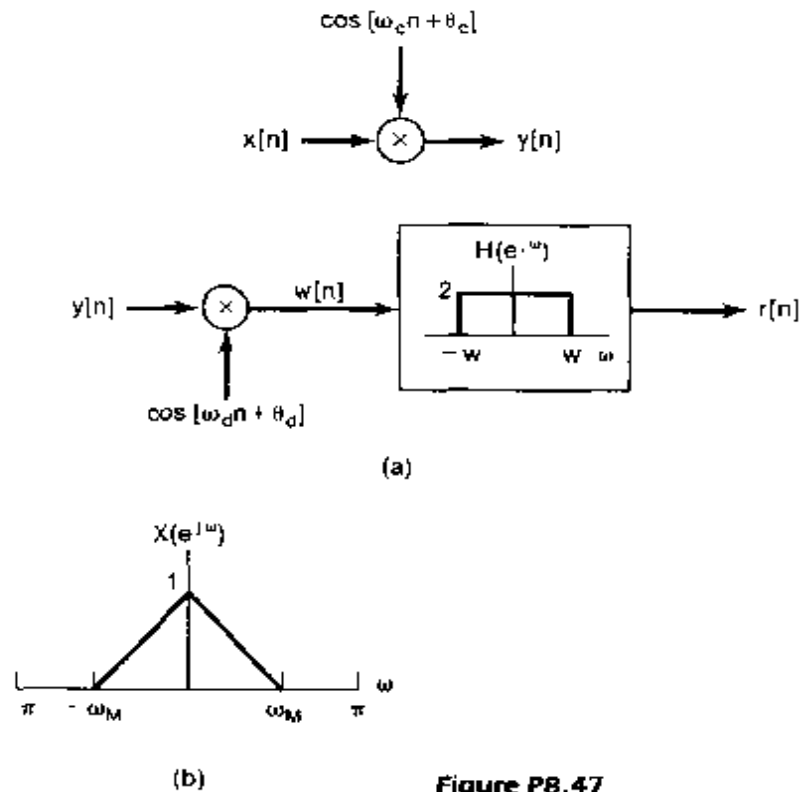 cos [ω_c n + θ_c]
x[n] × y[n]
H(e^jω)
y[n] × w[n] 2 r[n]
− W W ω
cos [ω_d n + θ_d]
(a)
X(e^jω)
1
π − ω_M ω_M π ω
(b)
Figure P8.47